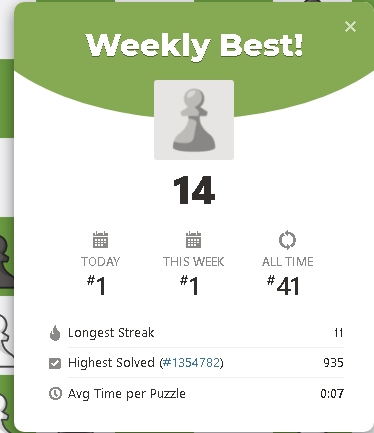 Weekly Best!
14
TODAY THIS WEEK ALL TIME
#1 #1 #41
Longest Streak 11
Highest Solved (#1354782) 935
Avg Time per Puzzle 0:07